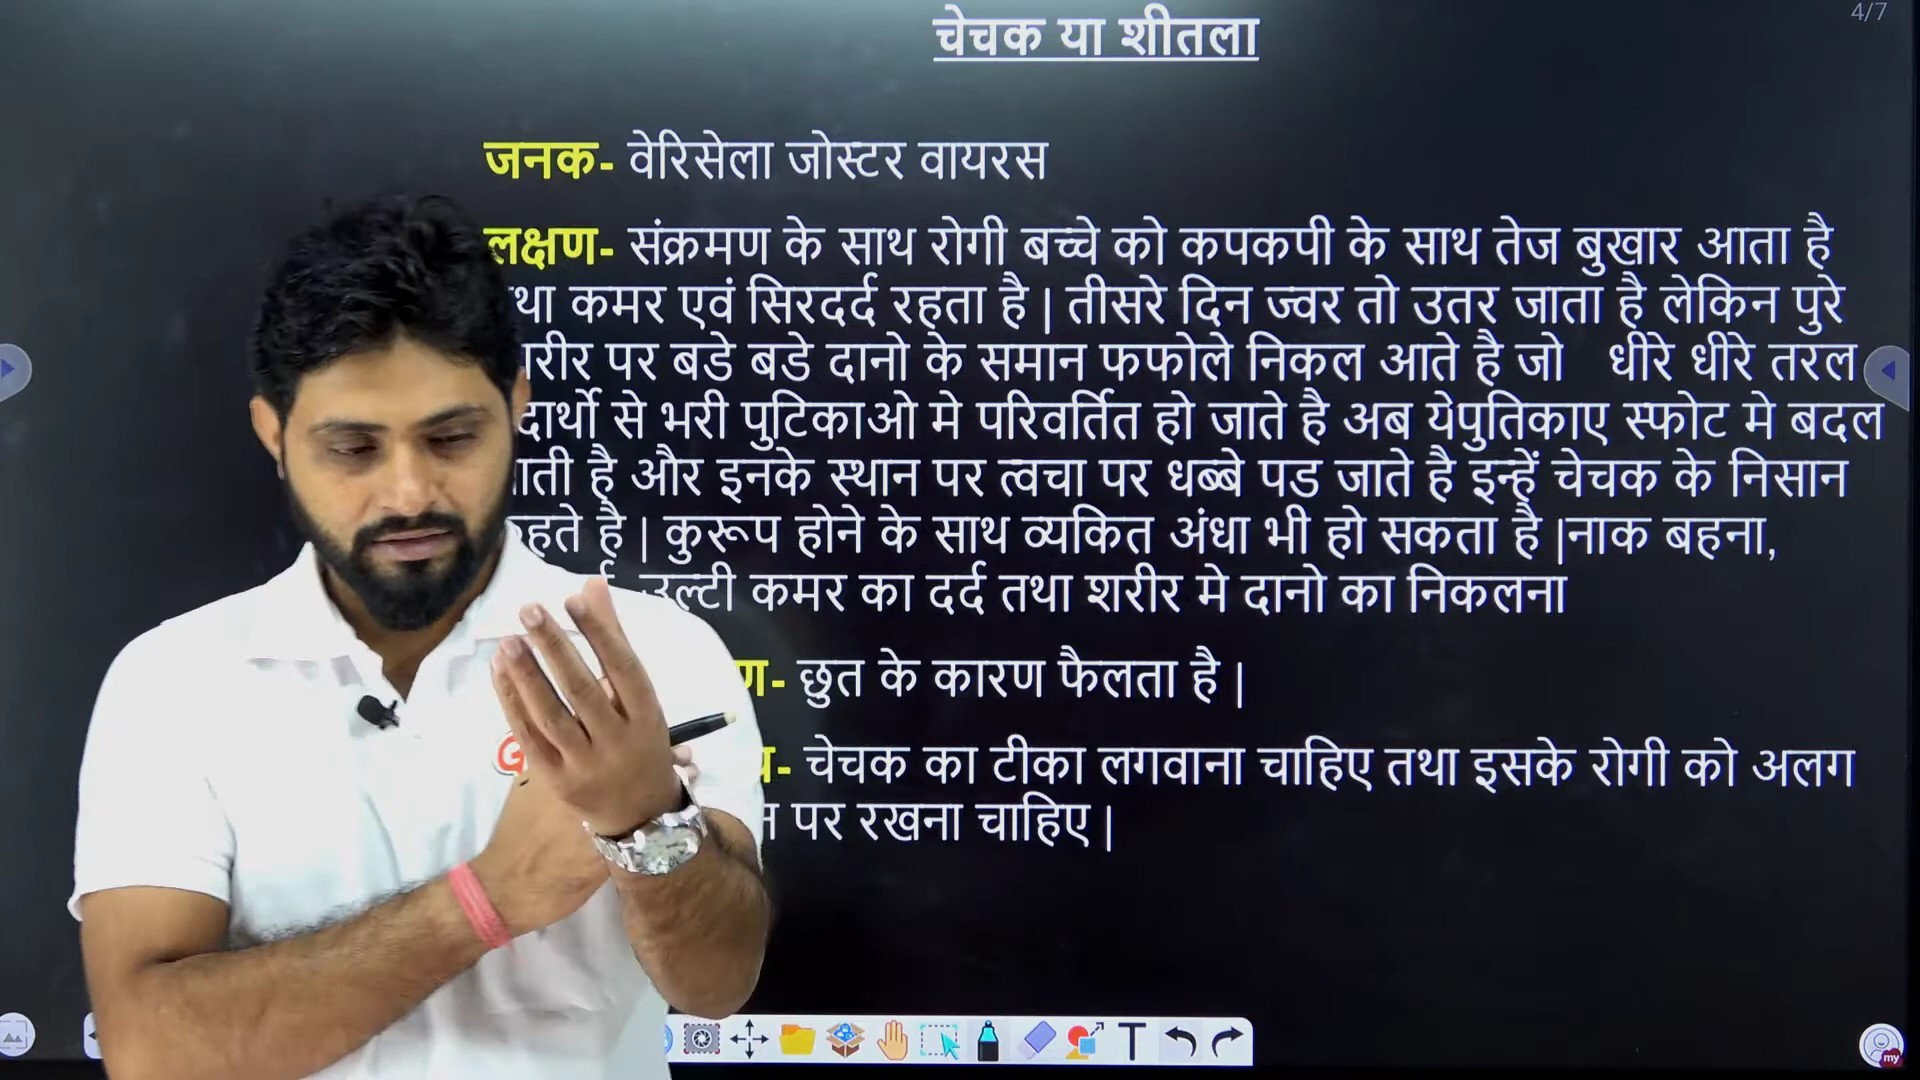 4/7
चेचक या शीतला
जनक- वेरिसेला जोस्टर वायरस
लक्षण- संक्रमण के साथ रोगी बच्चे को कपकपी के साथ तेज बुखार आता है
कमर एवं सिरदर्द रहता है | तीसरे दिन ज्वर तो उतर जाता है लेकिन पुरे
पर बडे बडे दानो के समान फफोले निकल आते है जो धीरे धीरे तरल
से भरी पुटिकाओ मे परिवर्तित हो जाते है अब येपुतिकाए स्फोट मे बदल
है और इनके स्थान पर त्वचा पर धब्बे पड जाते है इन्हें चेचक के निसान
है | कुरूप होने के साथ व्यकित अंधा भी हो सकता है |नाक बहना,
उल्टी कमर का दर्द तथा शरीर मे दानो का निकलना
छुत के कारण फैलता है |
चेचक का टीका लगवाना चाहिए तथा इसके रोगी को अलग
पर रखना चाहिए |
T
my